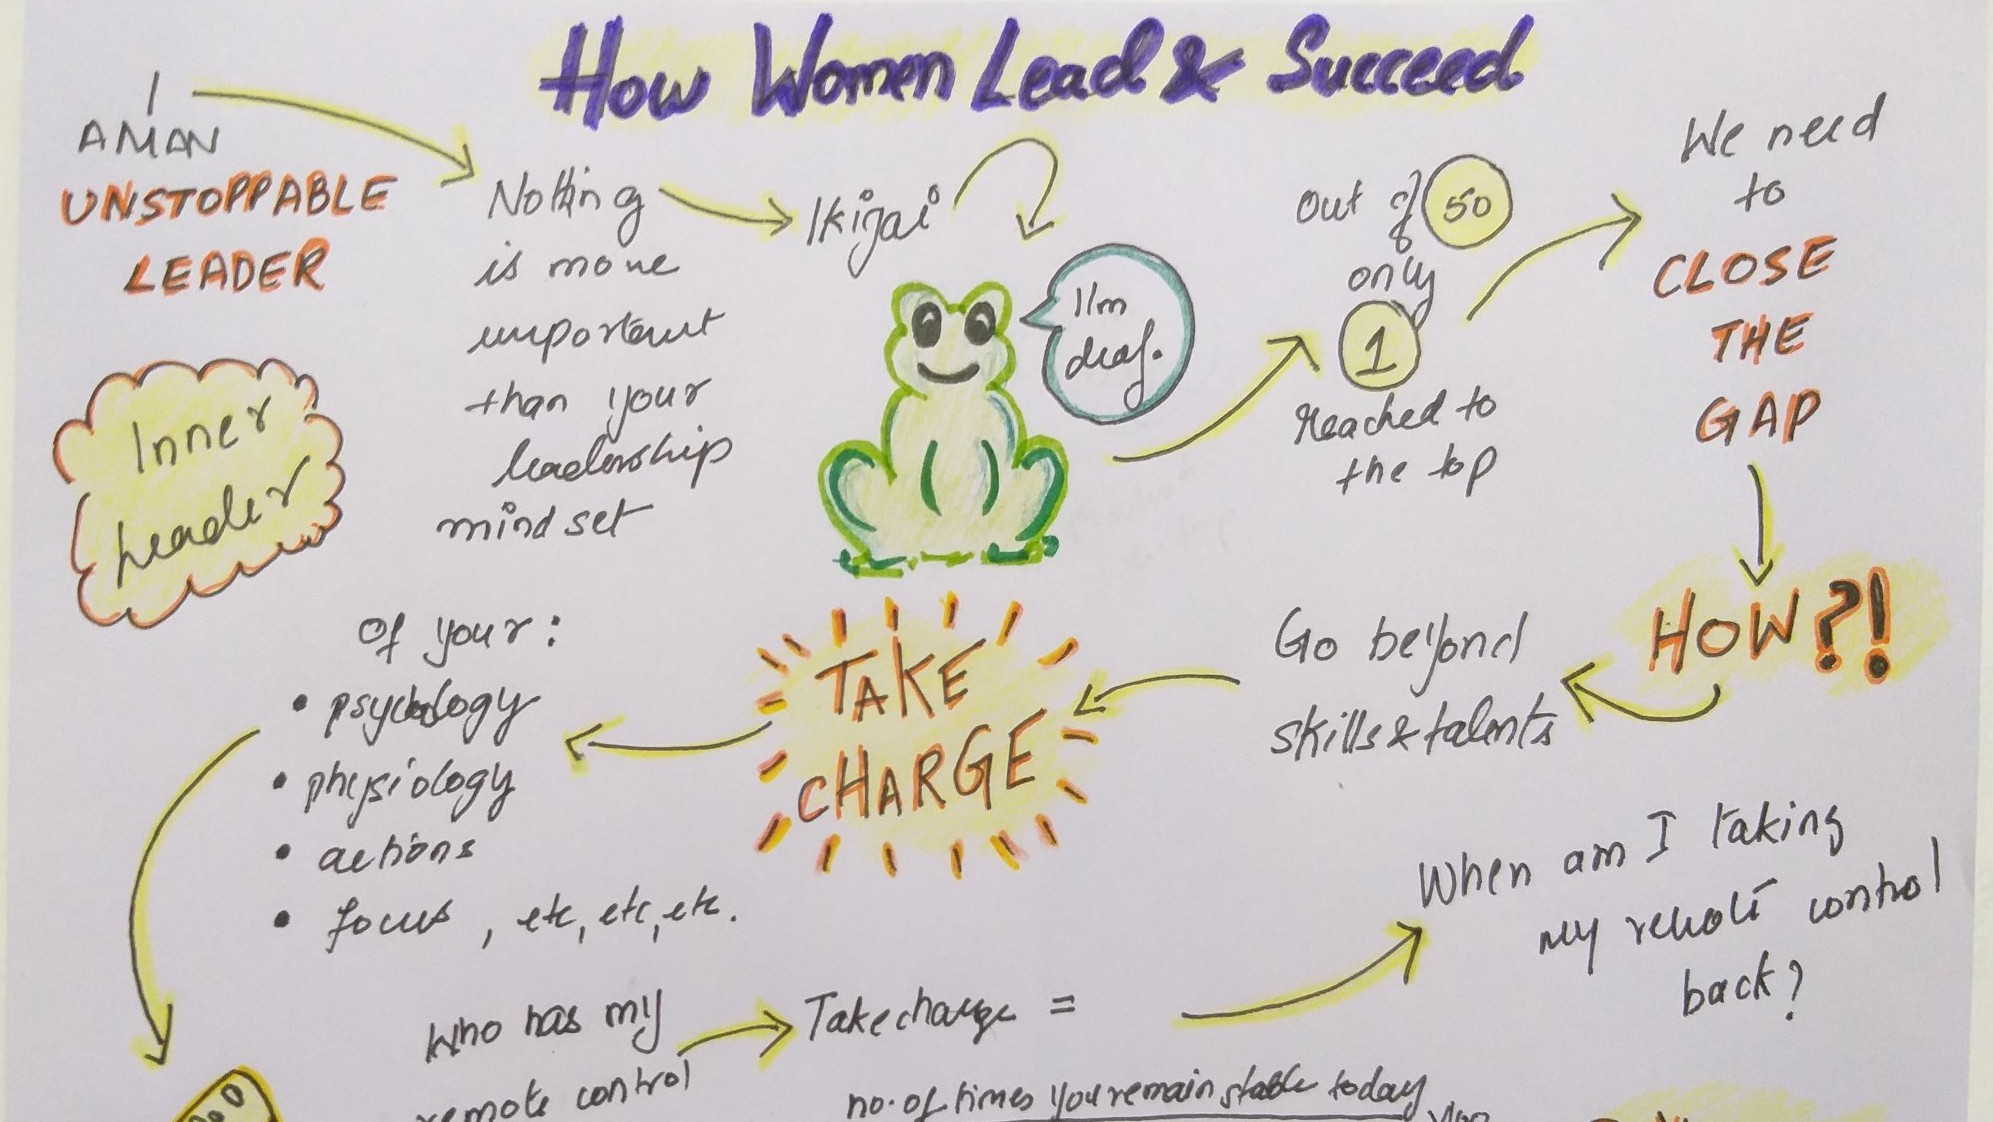 How Women Lead & Succeed
I
AM AN
UNSTOPPABLE
LEADER
Inner
Leader
Nothing
is more
important
than your
leadership
mindset
Ikigai
I'm
deaf.
Out of 50
only
1
reached to
the top
We need
to
CLOSE
THE
GAP
HOW?!
Go beyond
skills & talents
TAKE
CHARGE
of your:
• psychology
• physiology
• actions
• focus, etc, etc, etc.
Who has my
remote control
Take charge =
no. of times you remain stable today
When am I taking
my remote control
back?